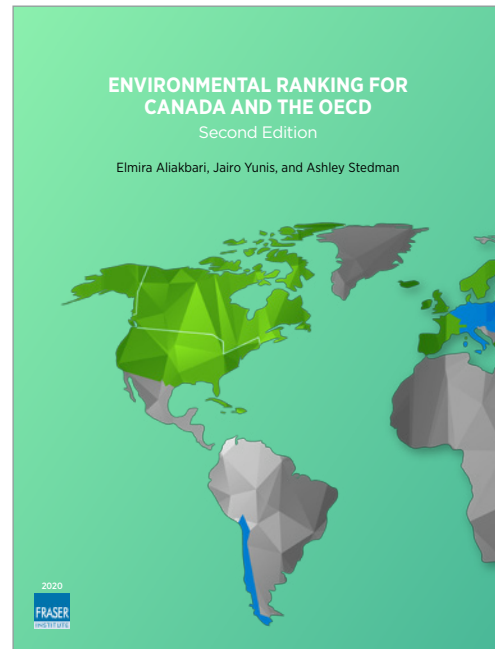 ENVIRONMENTAL RANKING FOR
CANADA AND THE OECD
Second Edition
Elmira Aliakbari, Jairo Yunis, and Ashley Stedman
2020
FRASER
INSTITUTE